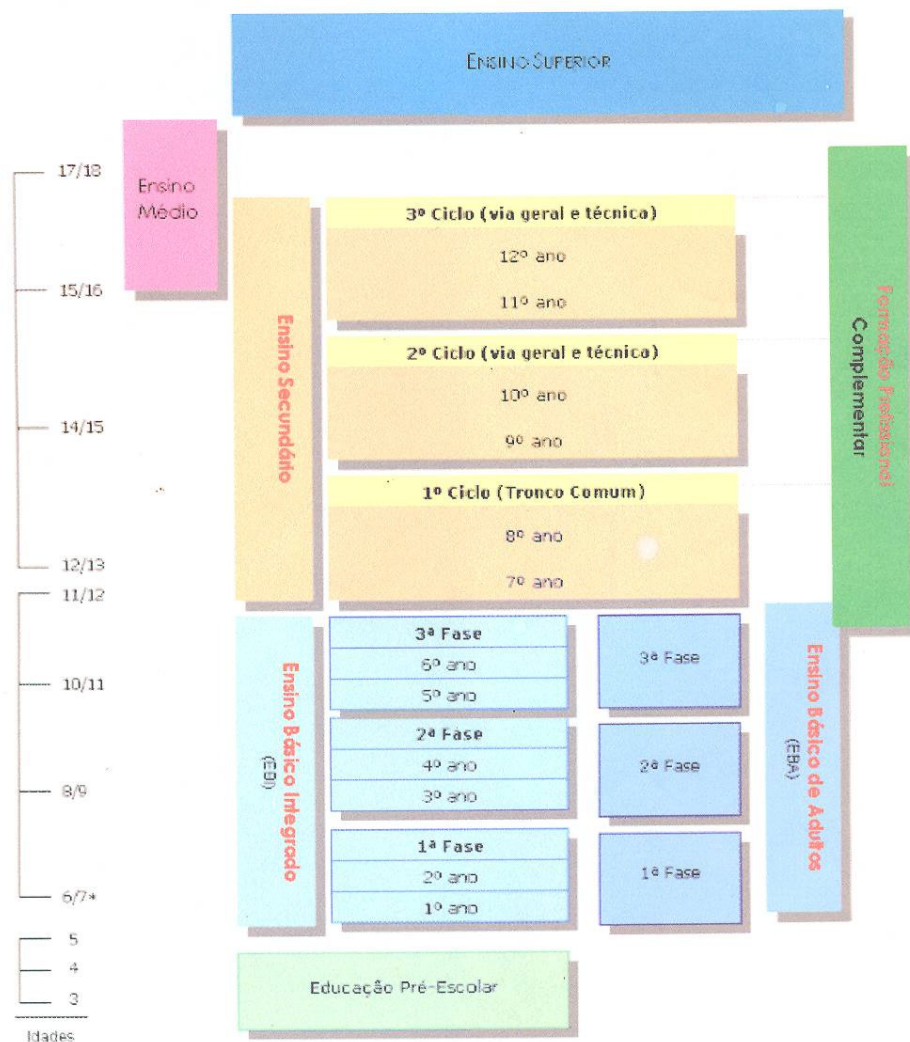 ENSINO SUPERIOR
17/18
Ensino
Médio
3º Ciclo (via geral e técnica)
12º ano
15/16
11º ano
2º Ciclo (via geral e técnica)
10º ano
14/15
9º ano
1º Ciclo (Tronco Comum)
8º ano
12/13
7º ano
Ensino Secundário
Formação Profissional
Complementar
11/12
3ª Fase
6º ano
10/11
5º ano
3ª Fase
2ª Fase
4º ano
8/9
3º ano
2ª Fase
1ª Fase
2º ano
6/7*
1º ano
1ª Fase
Ensino Básico Integrado
(EBI)
Ensino Básico de Adultos
(EBA)
5
4
3
Educação Pré-Escolar
Idades